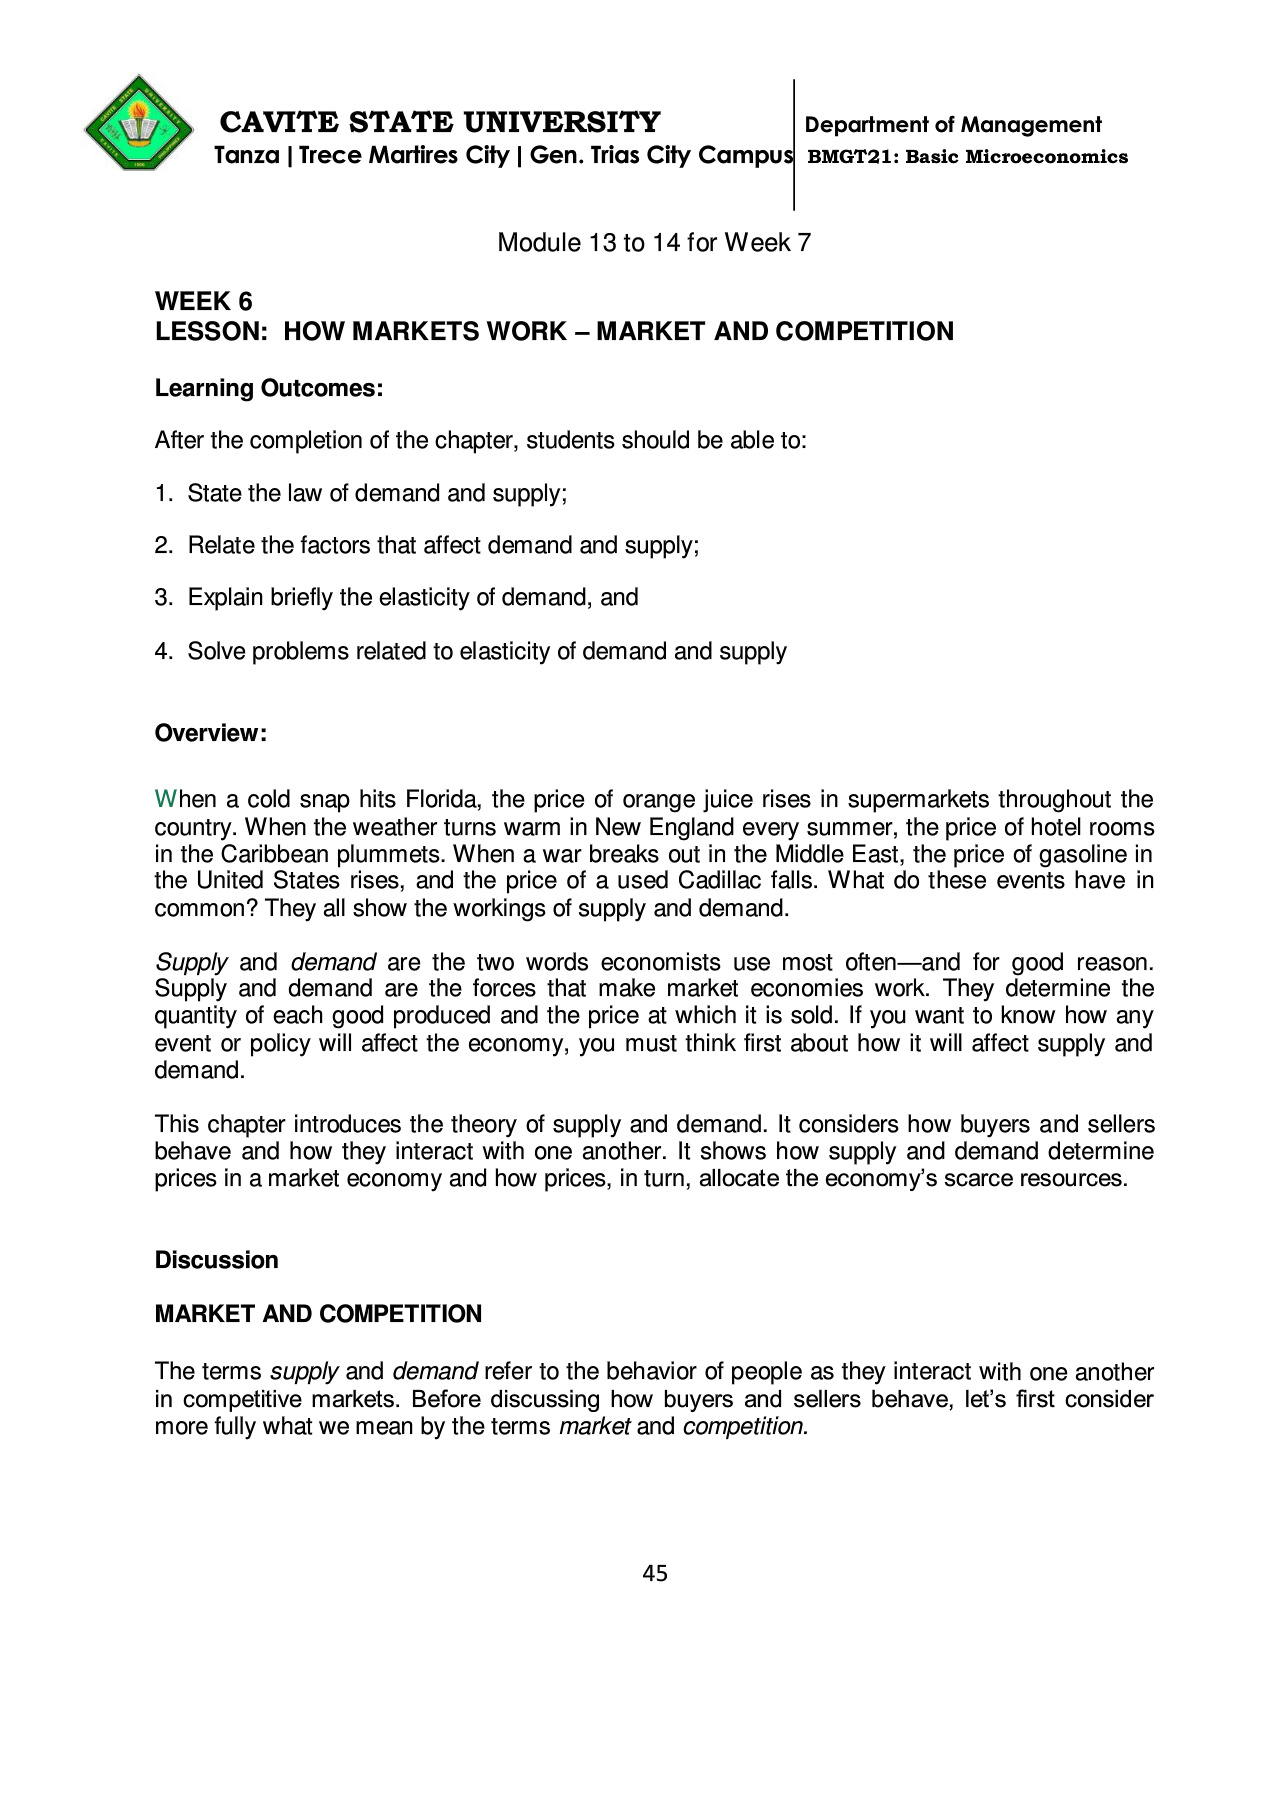 CAVITE STATE UNIVERSITY
Tanza | Trece Martires City | Gen. Trias City Campus
Department of Management
BMGT21: Basic Microeconomics
Module 13 to 14 for Week 7
WEEK 6
LESSON: HOW MARKETS WORK – MARKET AND COMPETITION
Learning Outcomes:
After the completion of the chapter, students should be able to:
1. State the law of demand and supply;
2. Relate the factors that affect demand and supply;
3. Explain briefly the elasticity of demand, and
4. Solve problems related to elasticity of demand and supply
Overview:
When a cold snap hits Florida, the price of orange juice rises in supermarkets throughout the
country. When the weather turns warm in New England every summer, the price of hotel rooms
in the Caribbean plummets. When a war breaks out in the Middle East, the price of gasoline in
the United States rises, and the price of a used Cadillac falls. What do these events have in
common? They all show the workings of supply and demand.
Supply and demand are the two words economists use most often—and for good reason.
Supply and demand are the forces that make market economies work. They determine the
quantity of each good produced and the price at which it is sold. If you want to know how any
event or policy will affect the economy, you must think first about how it will affect supply and
demand.
This chapter introduces the theory of supply and demand. It considers how buyers and sellers
behave and how they interact with one another. It shows how supply and demand determine
prices in a market economy and how prices, in turn, allocate the economy’s scarce resources.
Discussion
MARKET AND COMPETITION
The terms supply and demand refer to the behavior of people as they interact with one another
in competitive markets. Before discussing how buyers and sellers behave, let’s first consider
more fully what we mean by the terms market and competition.
45